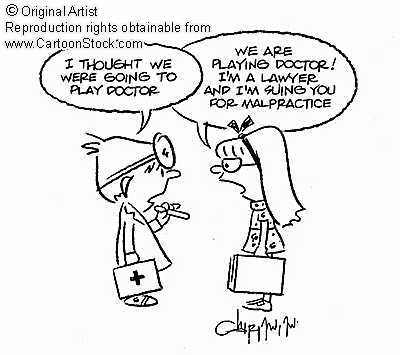 © Original Artist
Reproduction rights obtainable from
www.CartoonStock.com
I THOUGHT WE
WERE GOING TO
PLAY DOCTOR
WE ARE
PLAYING DOCTOR!
I'M A LAWYER
AND I'M SUING YOU
FOR MALPRACTICE